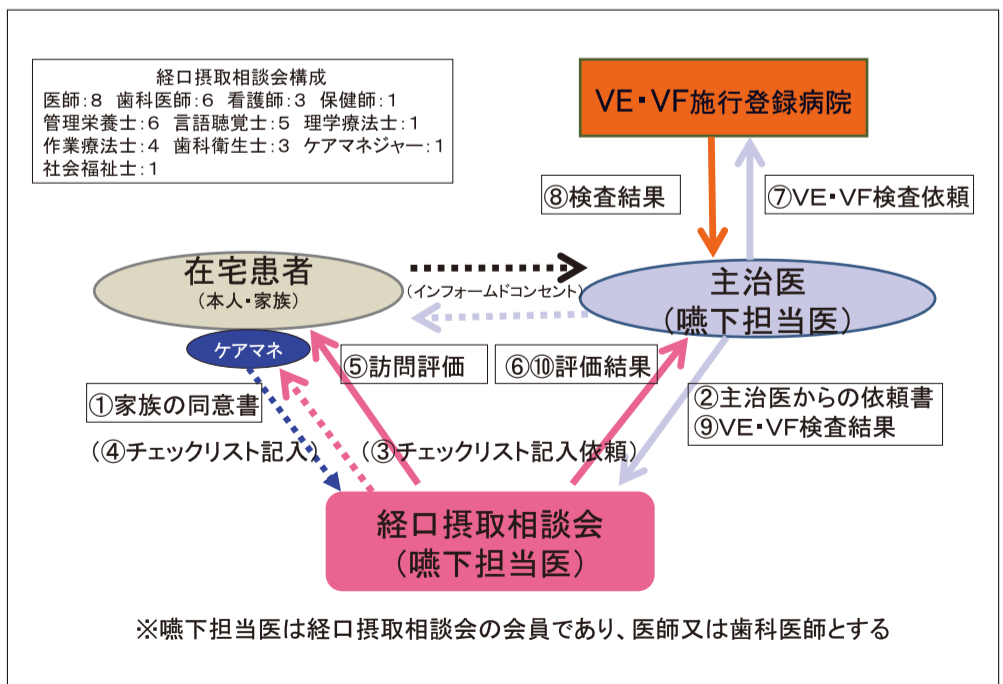 経口摂取相談会構成
医師：8 歯科医師：6 看護師：3 保健師：1
管理栄養士：6 言語聴覚士：5 理学療法士：1
作業療法士：4 歯科衛生士：3 ケアマネジャー：1
社会福祉士：1
VE・VF施行登録病院
⑧検査結果
⑦VE・VF検査依頼
在宅患者
（本人・家族）
（インフォームドコンセント）
主治医
（嚥下担当医）
ケアマネ
⑤訪問評価
⑥⑩評価結果
①家族の同意書
②主治医からの依頼書
⑨VE・VF検査結果
（④チェックリスト記入）
（③チェックリスト記入依頼）
経口摂取相談会
（嚥下担当医）
※嚥下担当医は経口摂取相談会の会員であり、医師又は歯科医師とする